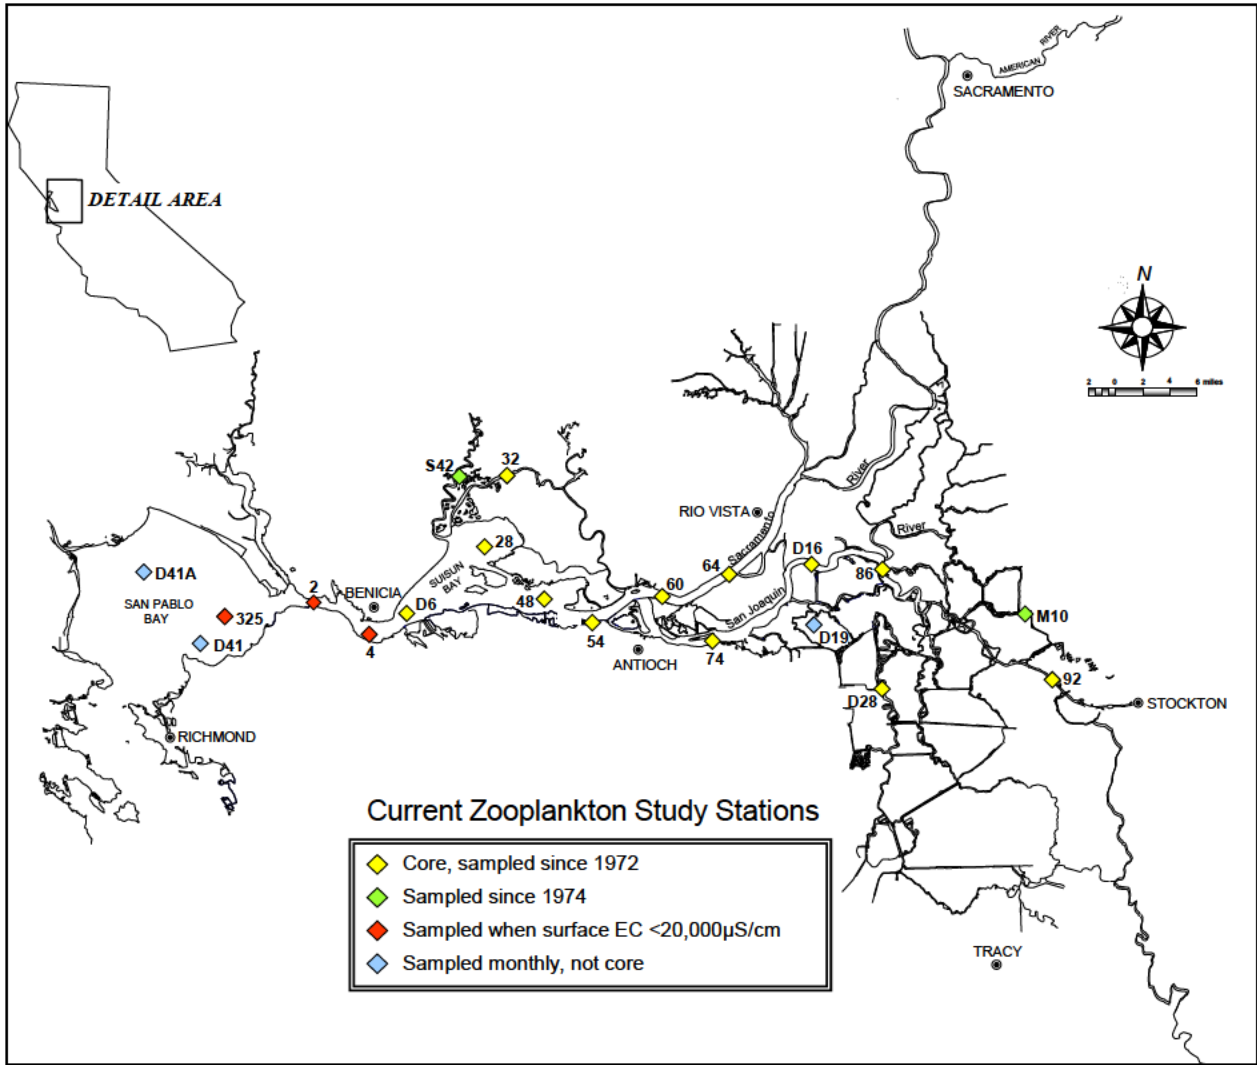 AMERICAN RIVER
SACRAMENTO
DETAIL AREA
N
2 0 2 4 6 miles
S42
32
RIO VISTA
River
Sacramento
River
28
D16
64
86
D41A
2
BENICIA
SUISUN
BAY
60
San Joaquin
SAN PABLO
BAY
325
D6
48
M10
D41
4
54
74
D19
ANTIOCH
92
D28
STOCKTON
RICHMOND
Current Zooplankton Study Stations
Core, sampled since 1972
Sampled since 1974
Sampled when surface EC <20,000µS/cm
Sampled monthly, not core
TRACY